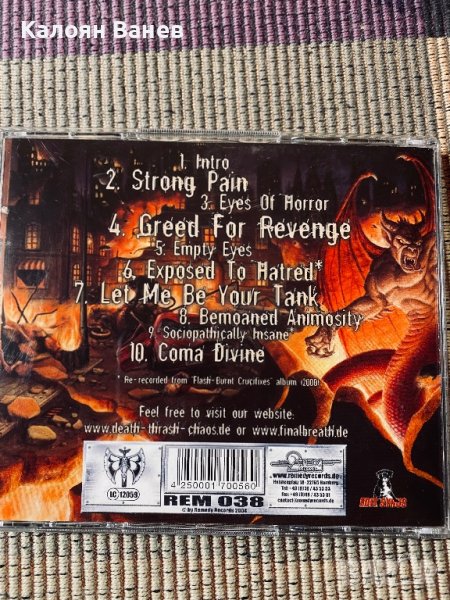 Калоян Ванев
1. Intro
2. Strong Pain
3. Eyes Of Horror
4. Greed For Revenge
5. Empty Eyes
6. Exposed To Hatred*
7. Let Me Be Your Tank
8. Bemoaned Animosity
9. Sociopathically Insane*
10. Coma Divine
* Re-recorded from "Flash-Burnt Crucifixes" album (2000)
Feel free to visit our website:
www.death-thrash-chaos.de or www.finalbreath.de
LC 12059
4 250001 700560
REM 038
© by Remedy Records 2004
www.remedyrecords.de